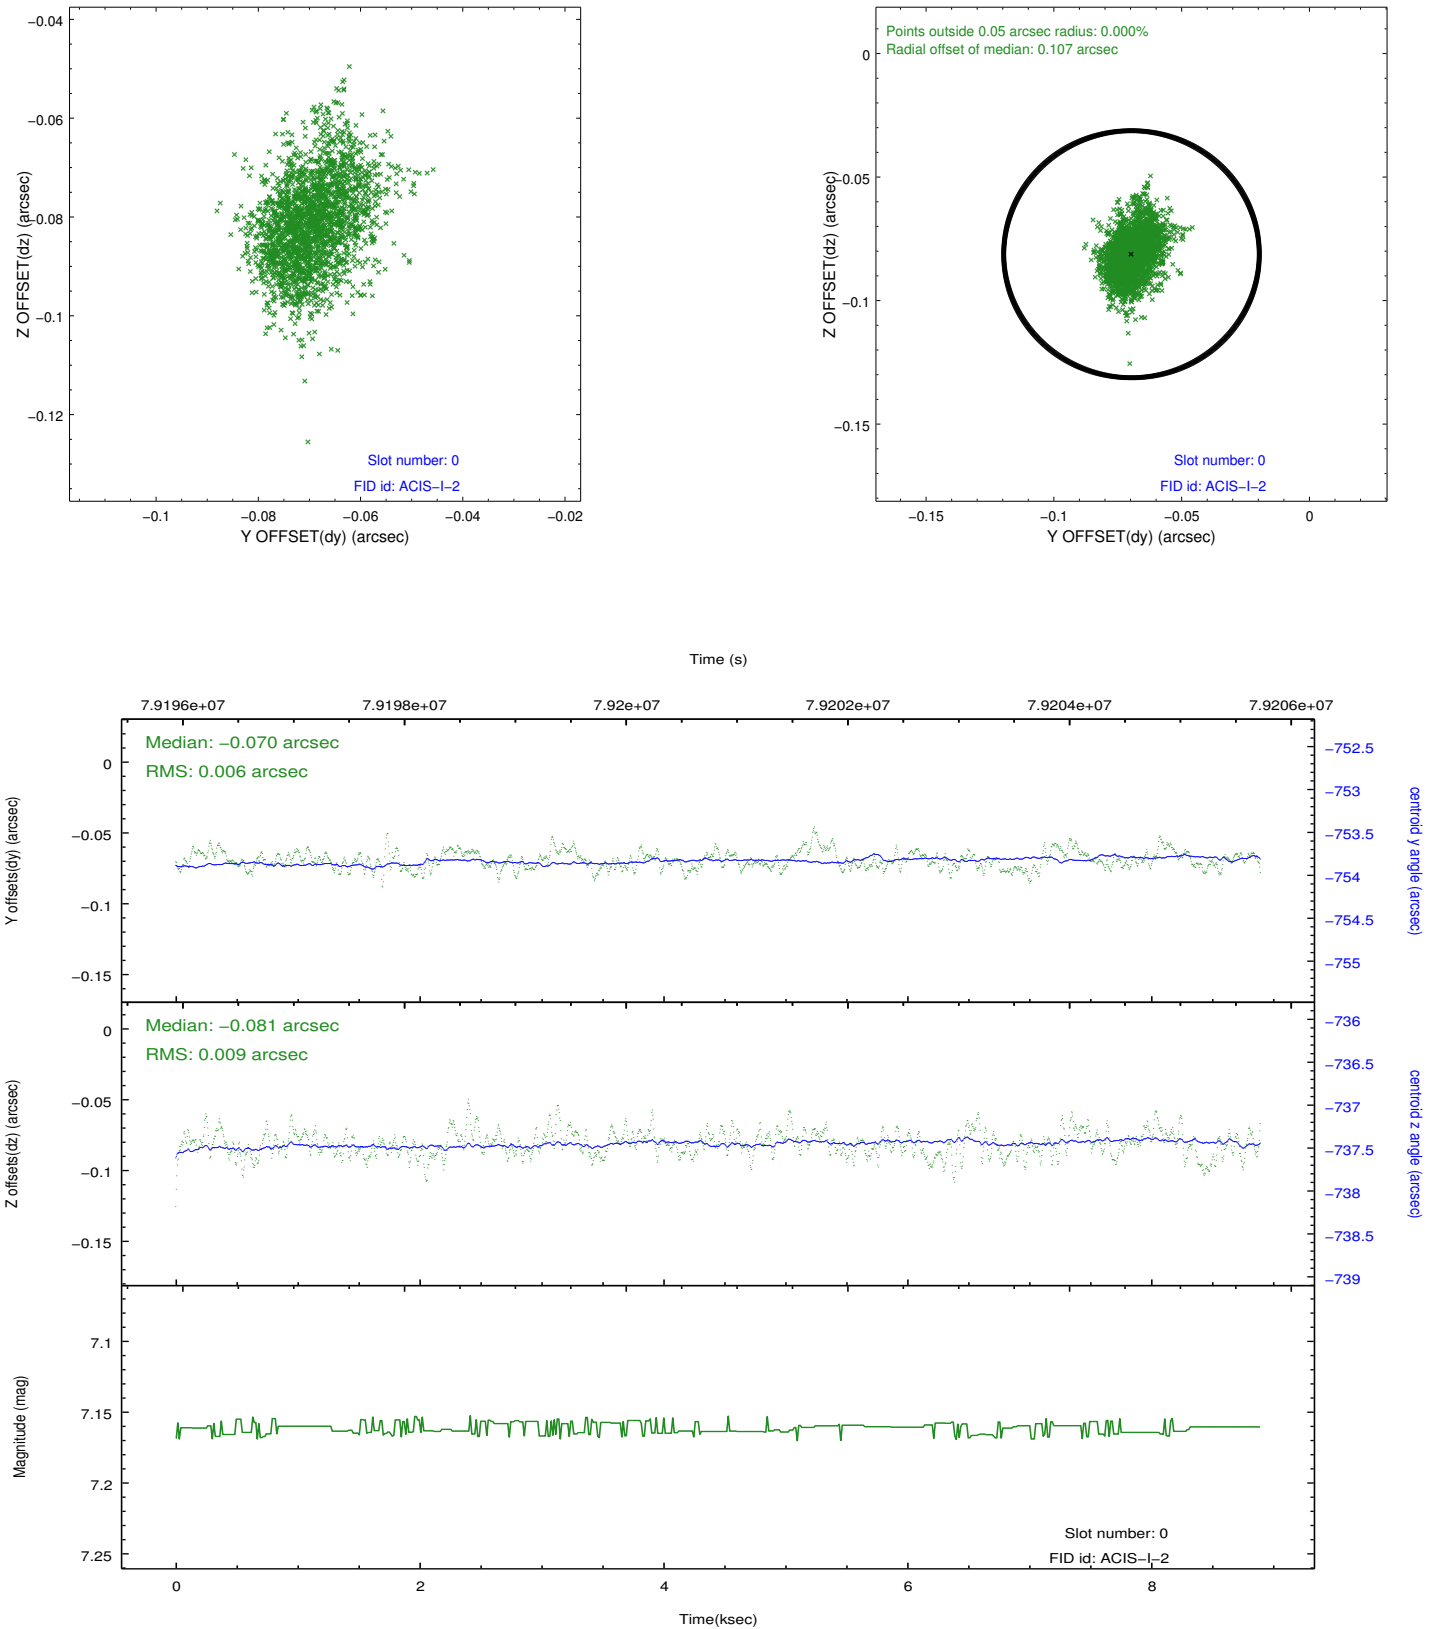 −0.04
−0.06
−0.08
−0.1
−0.12
Z OFFSET(dz) (arcsec)
Slot number: 0
FID id: ACIS−I−2
−0.1
−0.08
−0.06
−0.04
−0.02
Y OFFSET(dy) (arcsec)
Points outside 0.05 arcsec radius: 0.000%
Radial offset of median: 0.107 arcsec
0
−0.05
−0.1
−0.15
Z OFFSET(dz) (arcsec)
Slot number: 0
FID id: ACIS−I−2
−0.15
−0.1
−0.05
0
Y OFFSET(dy) (arcsec)
Time (s)
7.9196e+07
7.9198e+07
7.92e+07
7.9202e+07
7.9204e+07
7.9206e+07
Median: −0.070 arcsec
RMS: 0.006 arcsec
0
−0.05
−0.1
−0.15
Y offsets(dy) (arcsec)
−752.5
−753
−753.5
−754
−754.5
−755
centroid y angle (arcsec)
Median: −0.081 arcsec
RMS: 0.009 arcsec
0
−0.05
−0.1
−0.15
Z offsets(dz) (arcsec)
−736
−736.5
−737
−737.5
−738
−738.5
−739
centroid z angle (arcsec)
7.1
7.15
7.2
7.25
Magnitude (mag)
Slot number: 0
FID id: ACIS−I−2
0
2
4
6
8
Time(ksec)